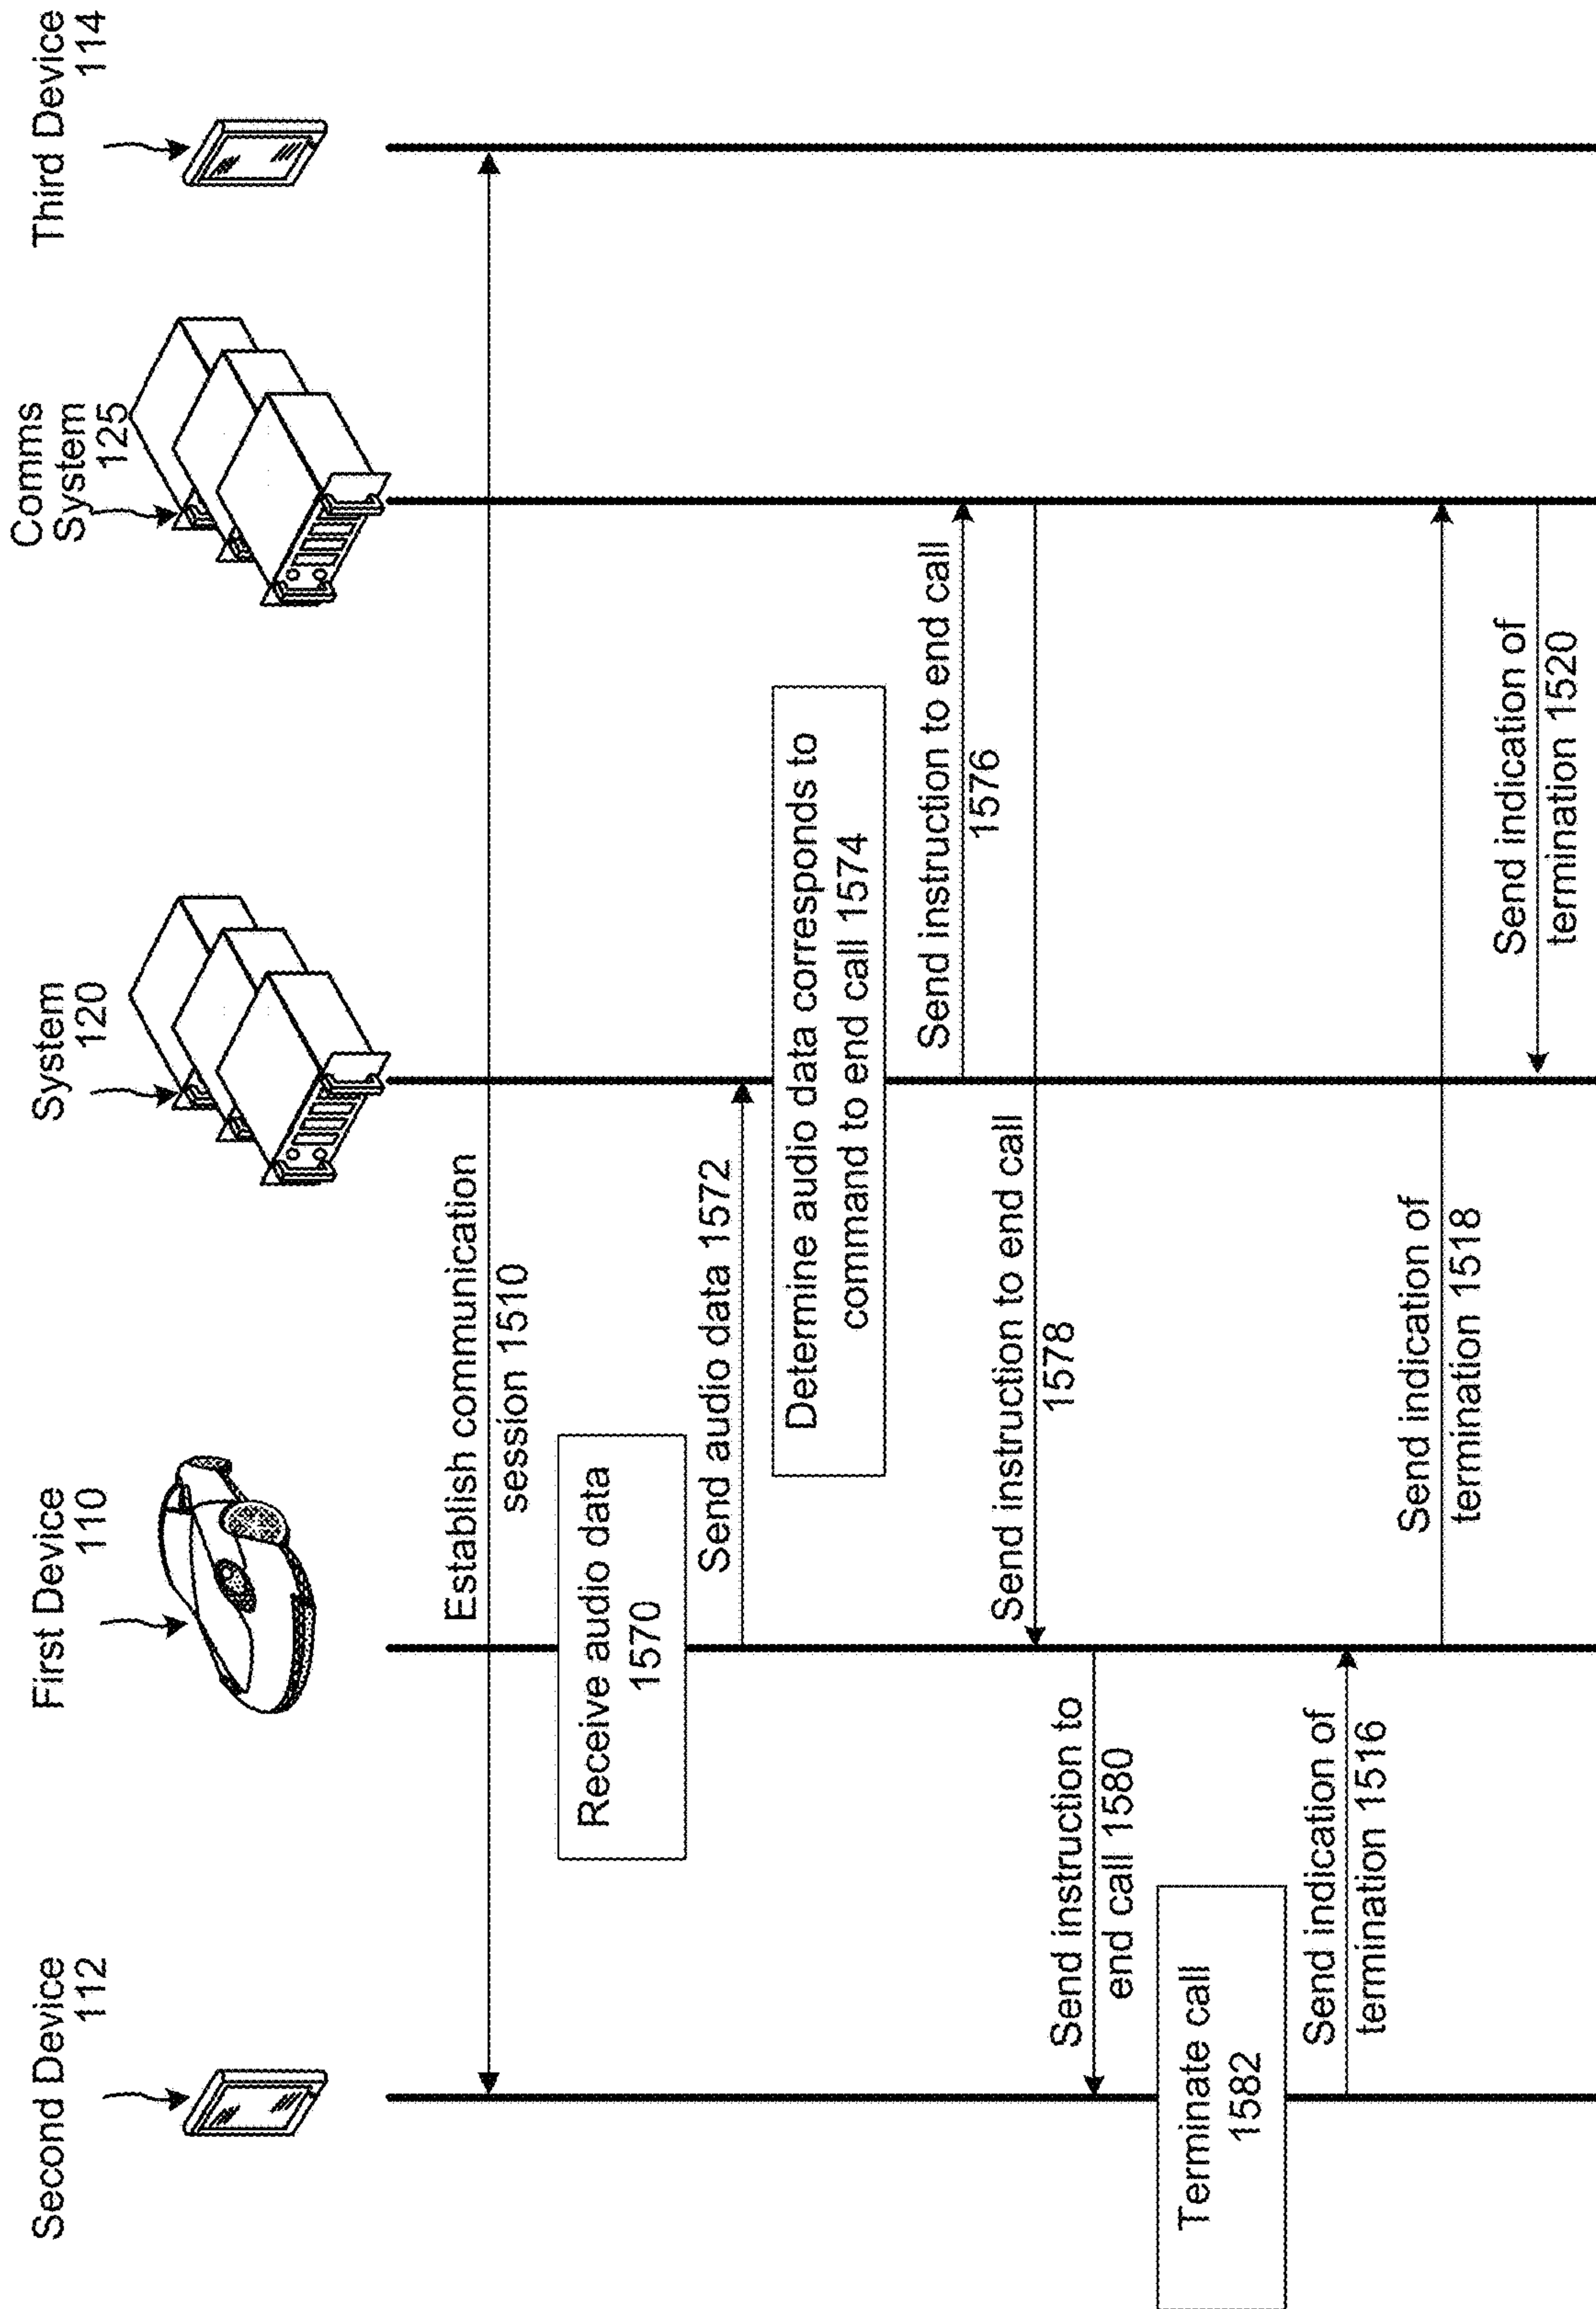 Second Device
112
First Device
110
System
120
Comms
System
125
Third Device
114
Establish communication
session 1510
Receive audio data
1570
Send audio data 1572
Determine audio data corresponds to
command to end call 1574
Send instruction to end call
1576
Send instruction to end call
1578
Send instruction to
end call 1580
Terminate call
1582
Send indication of
termination 1516
Send indication of
termination 1518
Send indication of
termination 1520